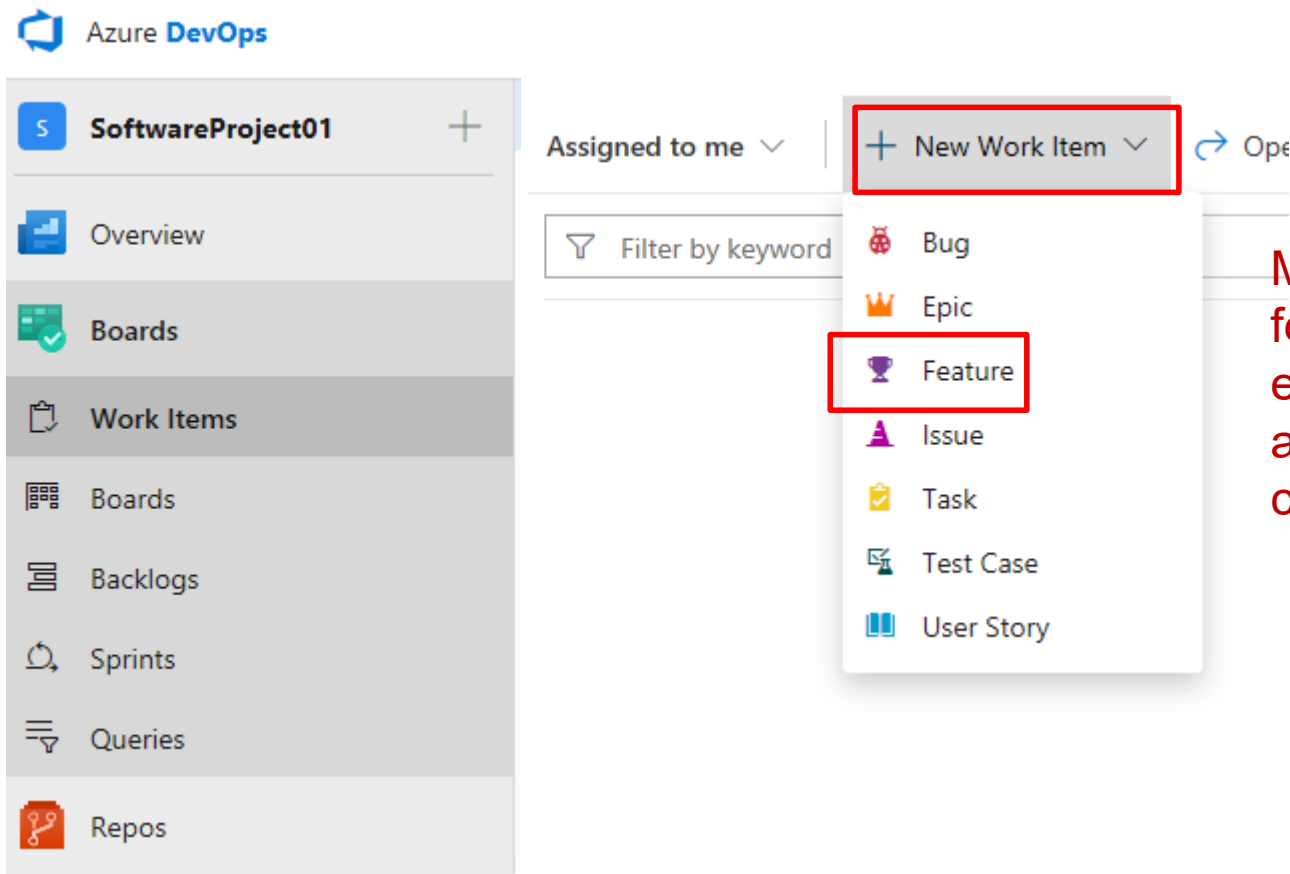 Azure DevOps
S SoftwareProject01
Assigned to me
New Work Item
Overview
Filter by keyword
Bug
Epic
Boards
Feature
Work Items
Issue
Boards
Task
Test Case
Backlogs
User Story
Sprints
Queries
Repos